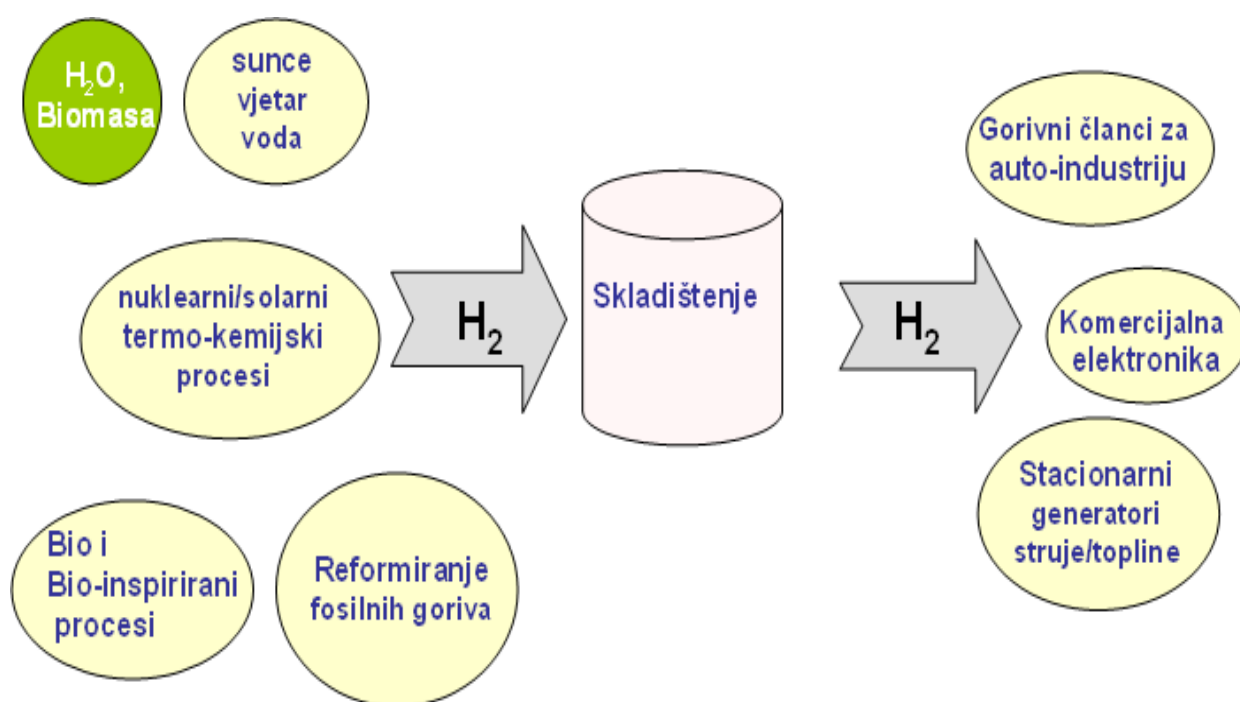 H₂O,
Biomasa
sunce
vjetar
voda
nuklearni/solarni
termo-kemijski
procesi
Bio i
Bio-inspirirani
procesi
Reformiranje
fosilnih goriva
H₂
Skladištenje
H₂
Gorivni članci za
auto-industriju
Komercijalna
elektronika
Stacionarni
generatori
struje/topline